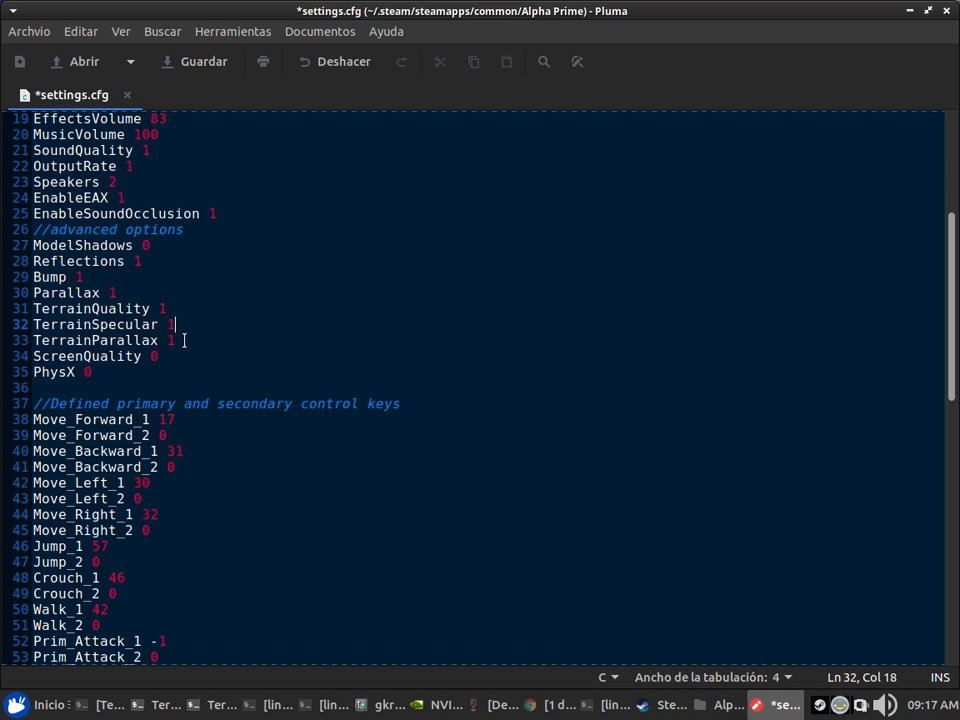 *settings.cfg (~/.steam/steamapps/common/Alpha Prime) - Pluma
Archvio Editar Ver Buscar Herramientas Documentos Ayuda
Abrir Guardar Deshacer
*settings.cfg
19 EffectsVolume 83
20 MusicVolume 100
21 SoundQuality 1
22 OutputRate 1
23 Speakers 2
24 EnableEAX 1
25 EnableSoundOcclusion 1
26 //advanced options
27 ModelShadows 0
28 Reflections 1
29 Bump 1
30 Parallax 1
31 TerrainQuality 1
32 TerrainSpecular 1
33 TerrainParallax 1
34 ScreenQuality 0
35 PhysX 0
36
37 //Defined primary and secondary control keys
38 Move_Forward_1 17
39 Move_Forward_2 0
40 Move_Backward_1 31
41 Move_Backward_2 0
42 Move_Left_1 30
43 Move_Left_2 0
44 Move_Right_1 32
45 Move_Right_2 0
46 Jump_1 57
47 Jump_2 0
48 Crouch_1 46
49 Crouch_2 0
50 Walk_1 42
51 Walk_2 0
52 Prim_Attack_1 -1
53 Prim_Attack_2 0
C Ancho de la tabulación: 4 Ln 32, Col 18 INS
Inicio [Te... Ter... Ter... [lin... [lin... gkr... NVI... [De... [1 d... [lin... Ste... Alp... *se... 09:17 AM